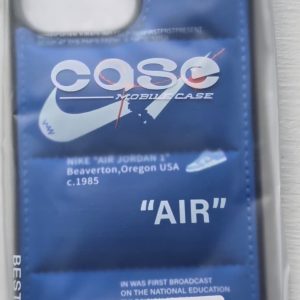 case
MOBILE CASE
NIKE "AIR JORDAN 1"
Beaverton, Oregon USA
c.1985
"AIR"
BEST
IN WAS FIRST BROADCAST
ON THE NATIONAL EDUCATION